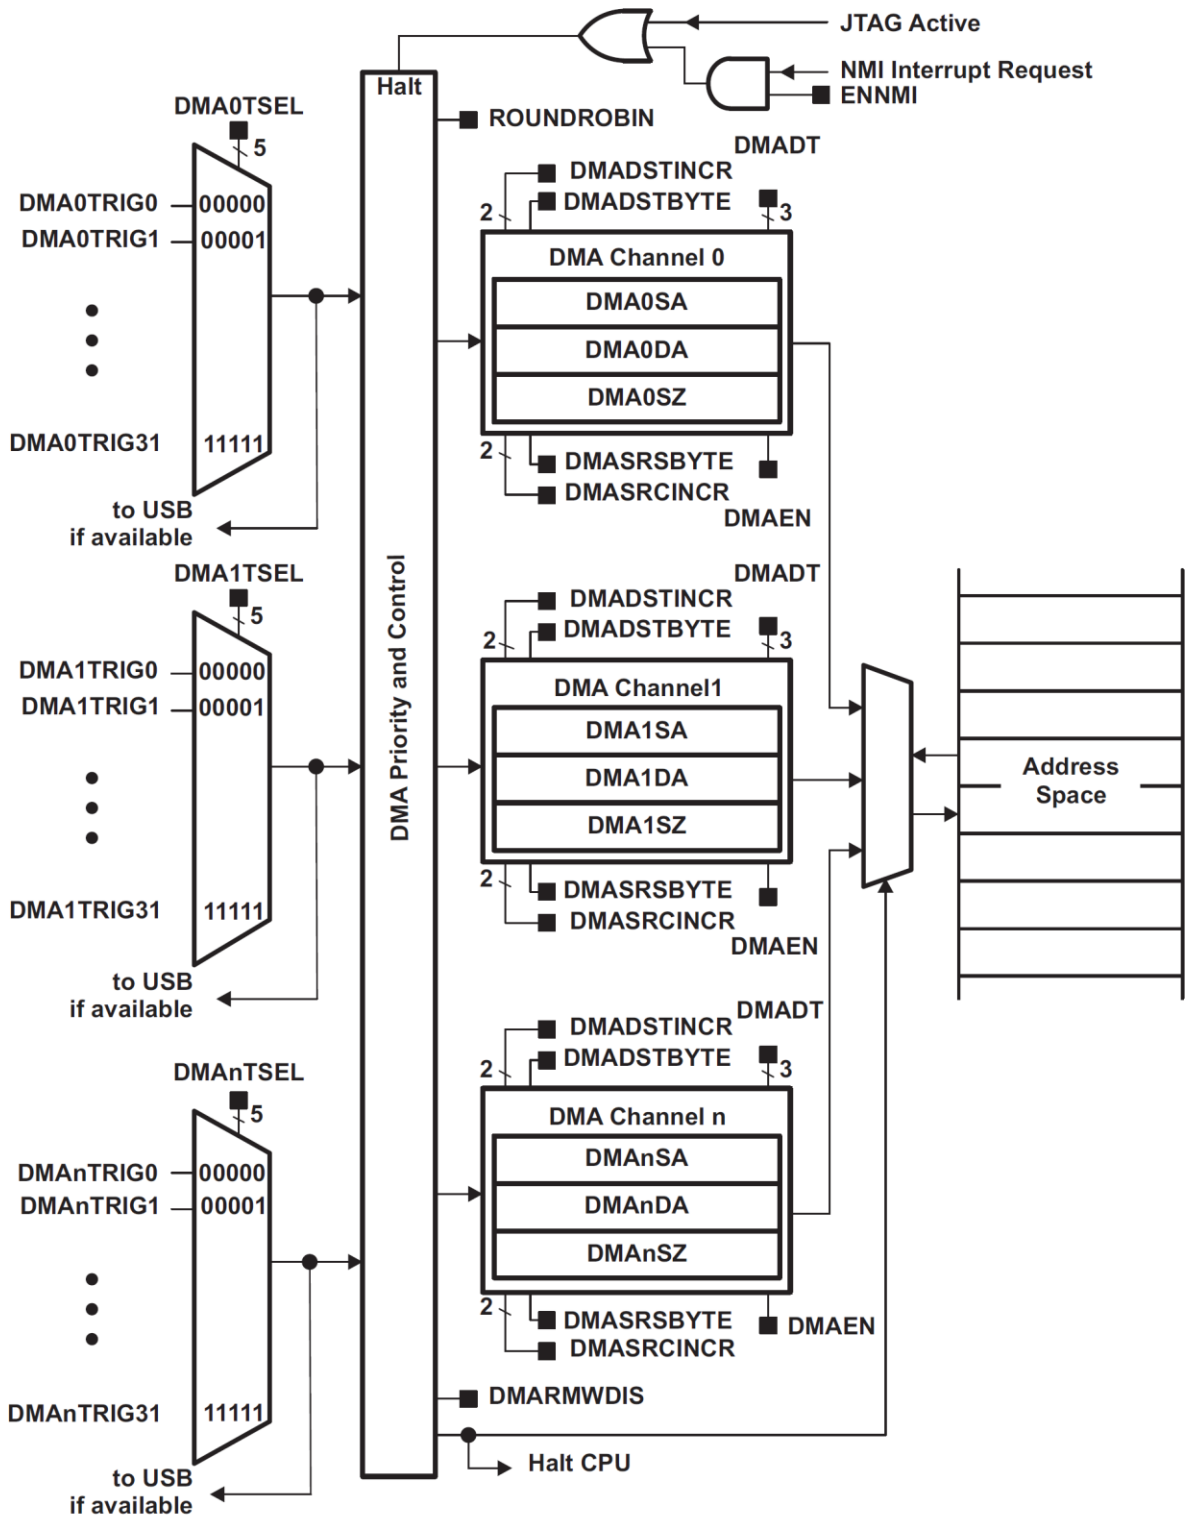 JTAG Active
NMI Interrupt Request
ENNMI
Halt
ROUNDROBIN
DMA0TSEL
5
DMA0TRIG0
00000
DMA0TRIG1
00001
DMA0TRIG31
11111
to USB
if available
DMADT
DMADSTINCR
DMADSTBYTE
2
3
DMA Channel 0
DMA0SA
DMA0DA
DMA0SZ
2
DMASRSBYTE
DMASRCINCR
DMAEN
DMA Priority and Control
DMA1TSEL
5
DMA1TRIG0
00000
DMA1TRIG1
00001
DMA1TRIG31
11111
to USB
if available
DMADT
DMADSTINCR
DMADSTBYTE
2
3
DMA Channel1
DMA1SA
DMA1DA
DMA1SZ
2
DMASRSBYTE
DMASRCINCR
DMAEN
Address
Space
DMAnTSEL
5
DMAnTRIG0
00000
DMAnTRIG1
00001
DMAnTRIG31
11111
to USB
if available
DMADT
DMADSTINCR
DMADSTBYTE
2
3
DMA Channel n
DMAnSA
DMAnDA
DMAnSZ
2
DMASRSBYTE
DMASRCINCR
DMAEN
DMARMWDIS
Halt CPU